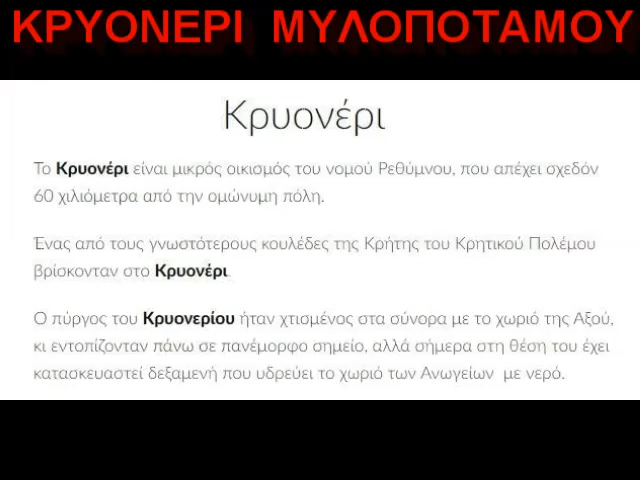 ΚΡΥΟΝΕΡΙ ΜΥΛΟΠΟΤΑΜΟΥ
Κρυονέρι
Το Κρυονέρι είναι μικρός οικισμός του νομού Ρεθύμνου, που απέχει σχεδόν
60 χιλιόμετρα από την ομώνυμη πόλη.
Ένας από τους γνωστότερους κουλέδες της Κρήτης του Κρητικού Πολέμου
βρίσκονταν στο Κρυονέρι.
Ο πύργος του Κρυονερίου ήταν χτισμένος στα σύνορα με το χωριό της Αξού,
κι εντοπίζονταν πάνω σε πανέμορφο σημείο, αλλά σήμερα στη θέση του έχει
κατασκευαστεί δεξαμενή που υδρεύει το χωριό των Ανωγείων με νερό.